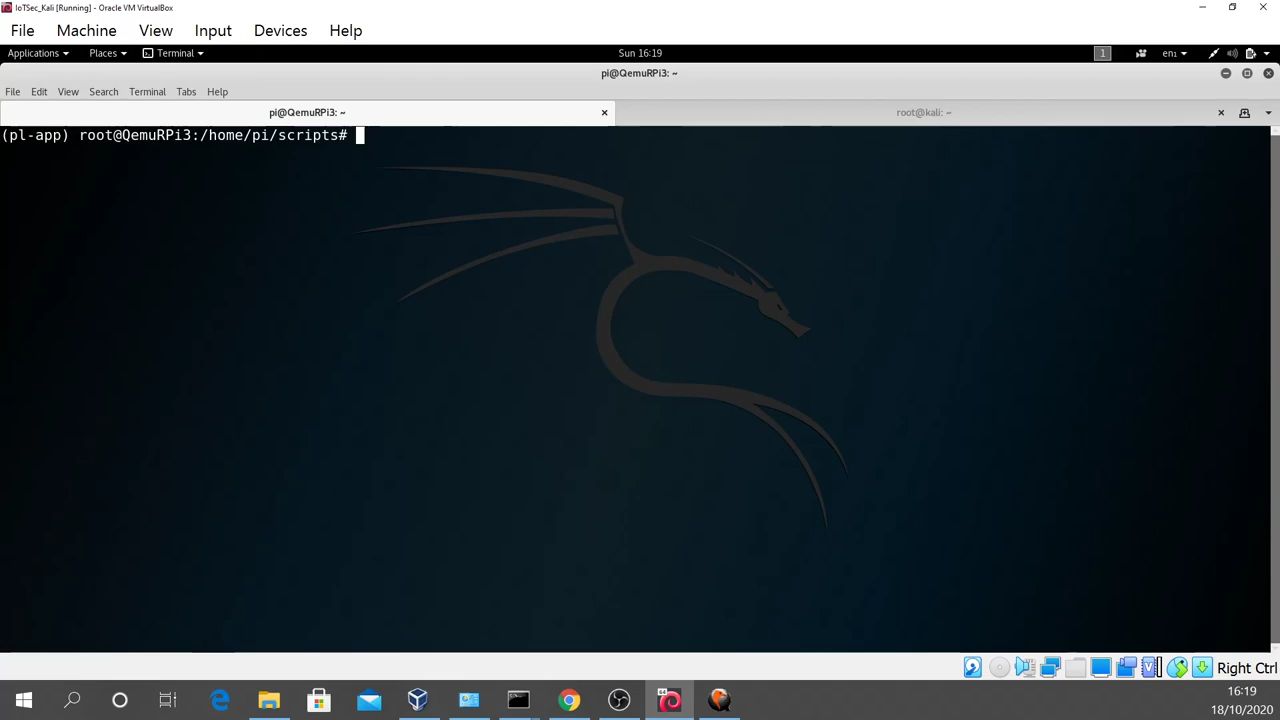 IoTSec_Kali [Running] - Oracle VM VirtualBox
File Machine View Input Devices Help
Applications Places Terminal Sun 16:19 1 en1
pi@QemuRPi3: ~
File Edit View Search Terminal Tabs Help
pi@QemuRPi3: ~ root@kali: ~
(pl-app) root@QemuRPi3:/home/pi/scripts#
Right Ctrl
64
16:19
18/10/2020